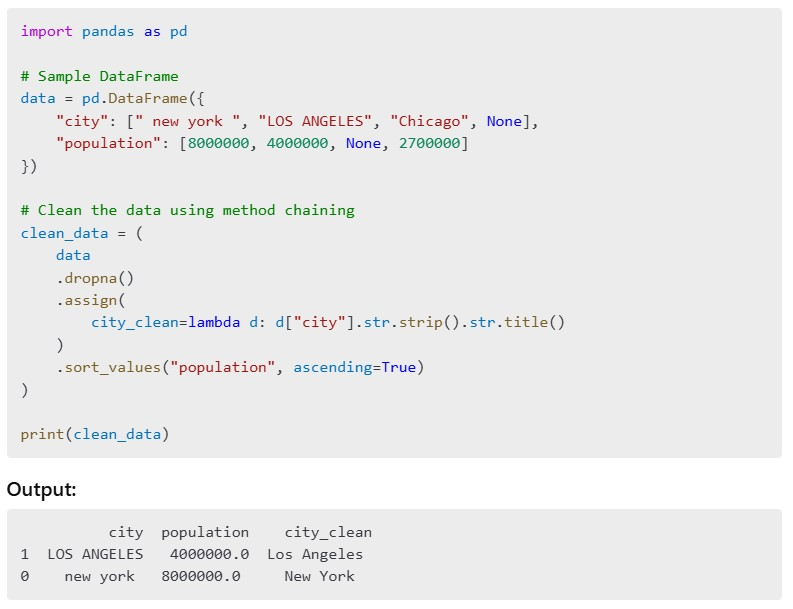 import pandas as pd

# Sample DataFrame
data = pd.DataFrame({
    "city": [" new york ", "LOS ANGELES", "Chicago", None],
    "population": [8000000, 4000000, None, 2700000]
})

# Clean the data using method chaining
clean_data = (
    data
    .dropna()
    .assign(
        city_clean=lambda d: d["city"].str.strip().str.title()
    )
    .sort_values("population", ascending=True)
)

print(clean_data)

Output:
          city  population    city_clean
1  LOS ANGELES   4000000.0  Los Angeles
0    new york   8000000.0     New York